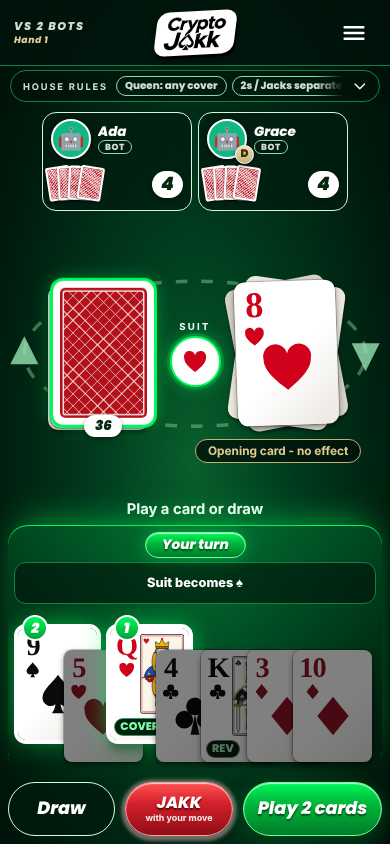 VS 2 BOTS
Hand 1
Crypto
Jakk
HOUSE RULES
Queen: any cover
2s / Jacks separate
Ada
BOT
4
Grace
BOT
D
4
36
SUIT
8
Opening card - no effect
Play a card or draw
Your turn
Suit becomes ♠
2
9
5
1
Q
COVER
4
K
REV
3
10
Draw
JAKK
with your move
Play 2 cards